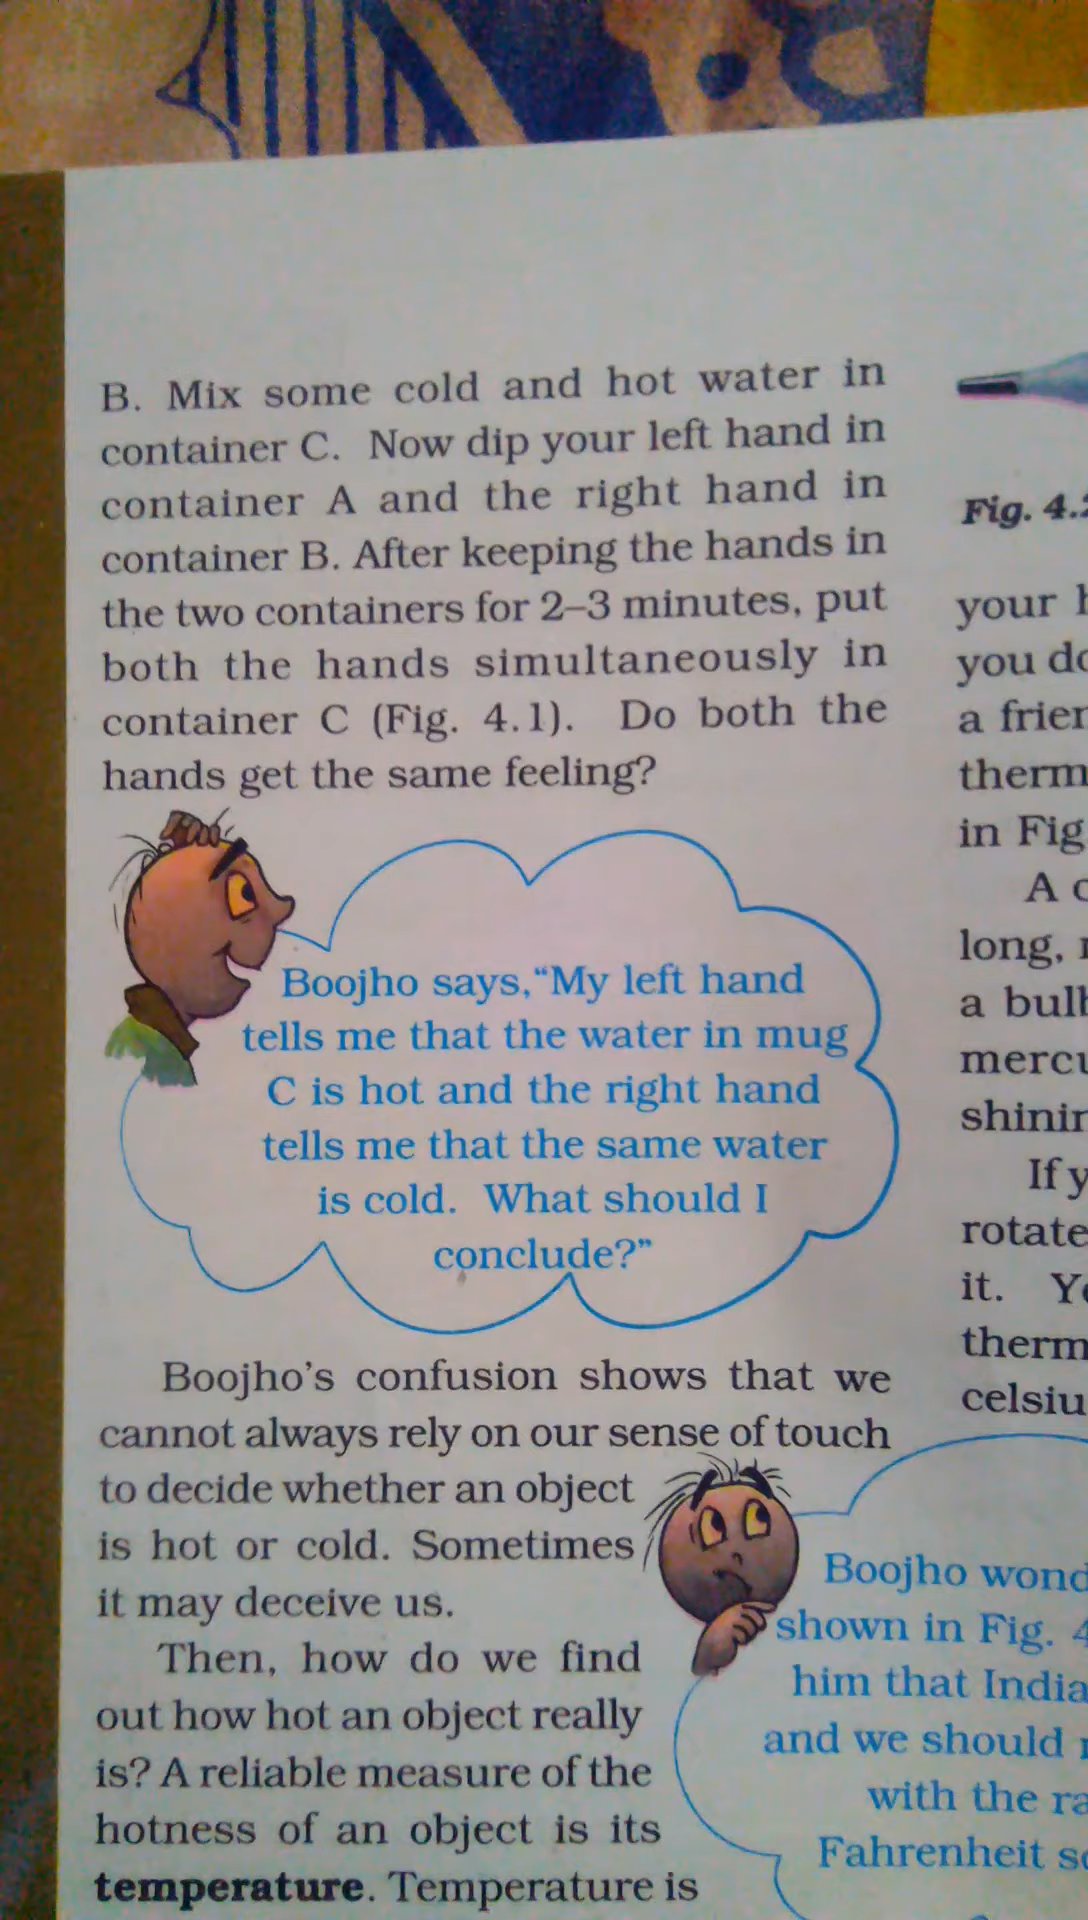 B. Mix some cold and hot water in
container C. Now dip your left hand in
container A and the right hand in
container B. After keeping the hands in
the two containers for 2–3 minutes, put
both the hands simultaneously in
container C (Fig. 4.1). Do both the
hands get the same feeling?
Boojho says,“My left hand
tells me that the water in mug
C is hot and the right hand
tells me that the same water
is cold. What should I
conclude?”
Boojho’s confusion shows that we
cannot always rely on our sense of touch
to decide whether an object
is hot or cold. Sometimes
it may deceive us.
Then, how do we find
out how hot an object really
is? A reliable measure of the
hotness of an object is its
temperature. Temperature is
Fig. 4.
your
you
a
in Fig
A
long,
a
If
it.
Boojho
shown in Fig.
him that India
and we should
with the
Fahrenheit